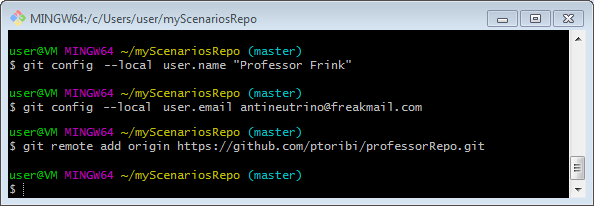 MINGW64:/c/Users/user/myScenariosRepo
user@VM MINGW64 ~/myScenariosRepo (master)
$ git config --local user.name "Professor Frink"
user@VM MINGW64 ~/myScenariosRepo (master)
$ git config --local user.email antineutrino@freakmail.com
user@VM MINGW64 ~/myScenariosRepo (master)
$ git remote add origin https://github.com/ptoribi/professorRepo.git
user@VM MINGW64 ~/myScenariosRepo (master)
$